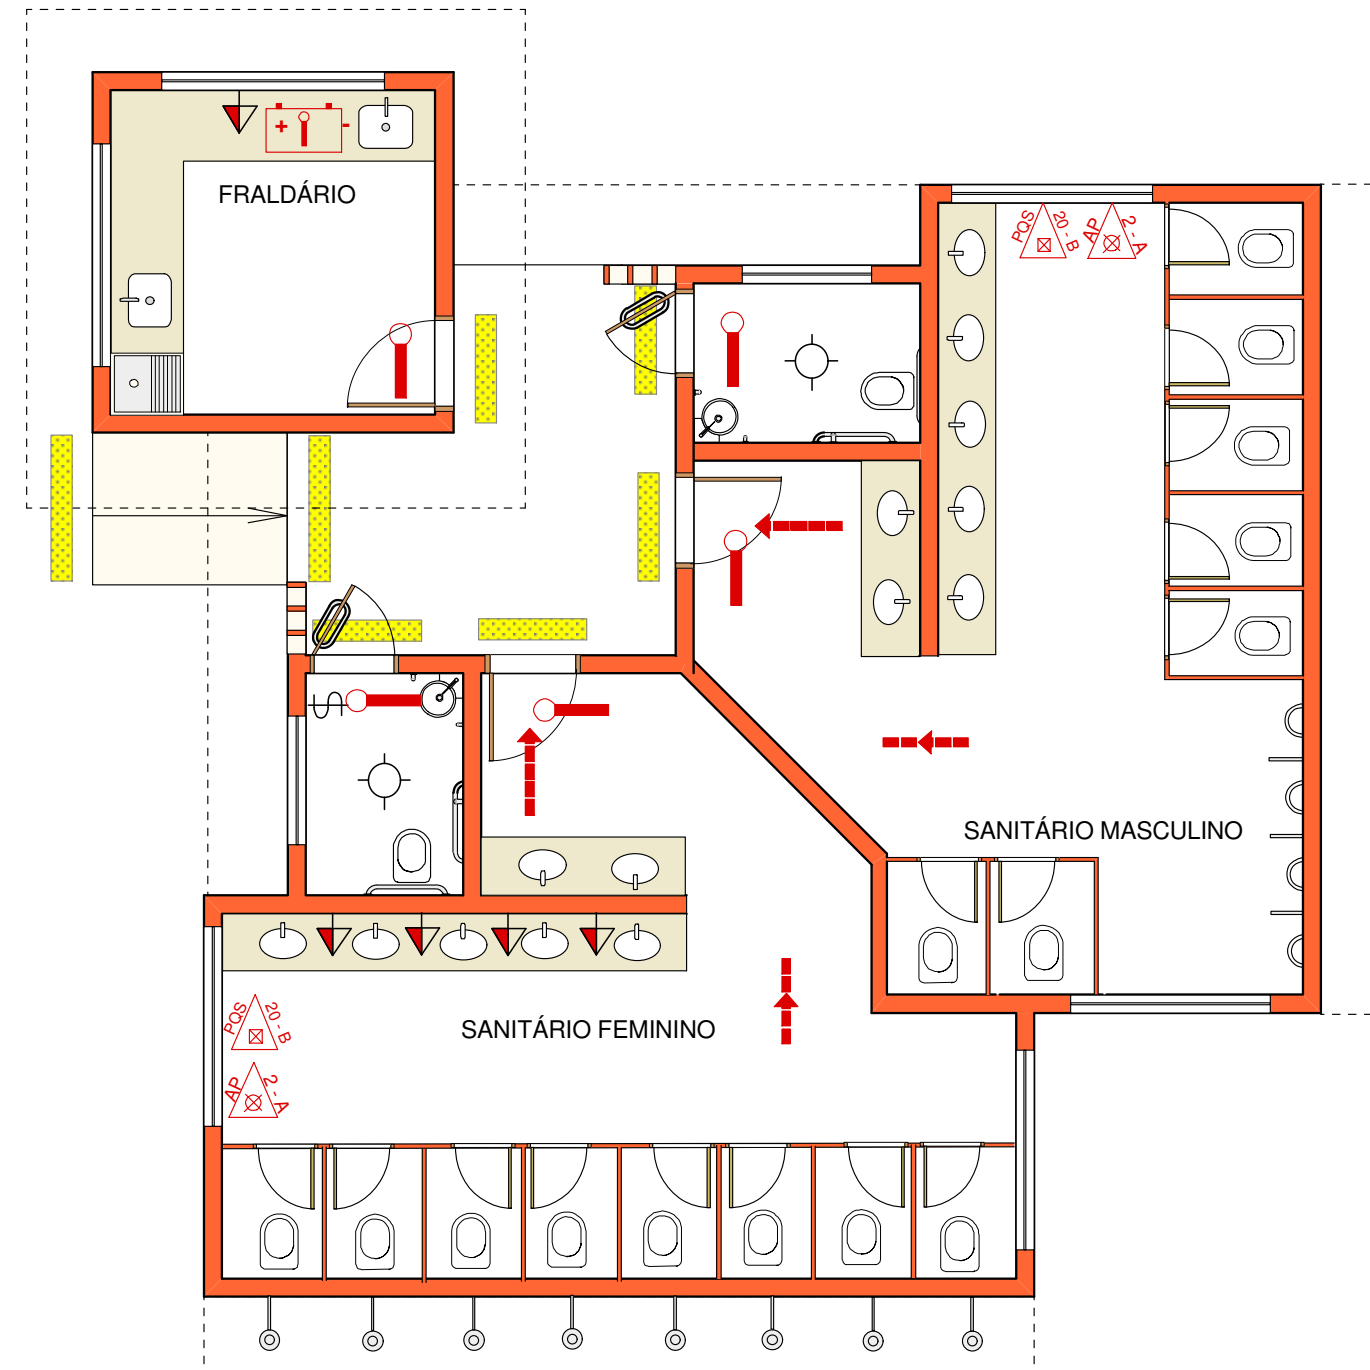 + -
FRALDÁRIO
PQS 20 - B
AP 2 - A
SANITÁRIO MASCULINO
PQS 20 - B
SANITÁRIO FEMININO
AP 2 - A